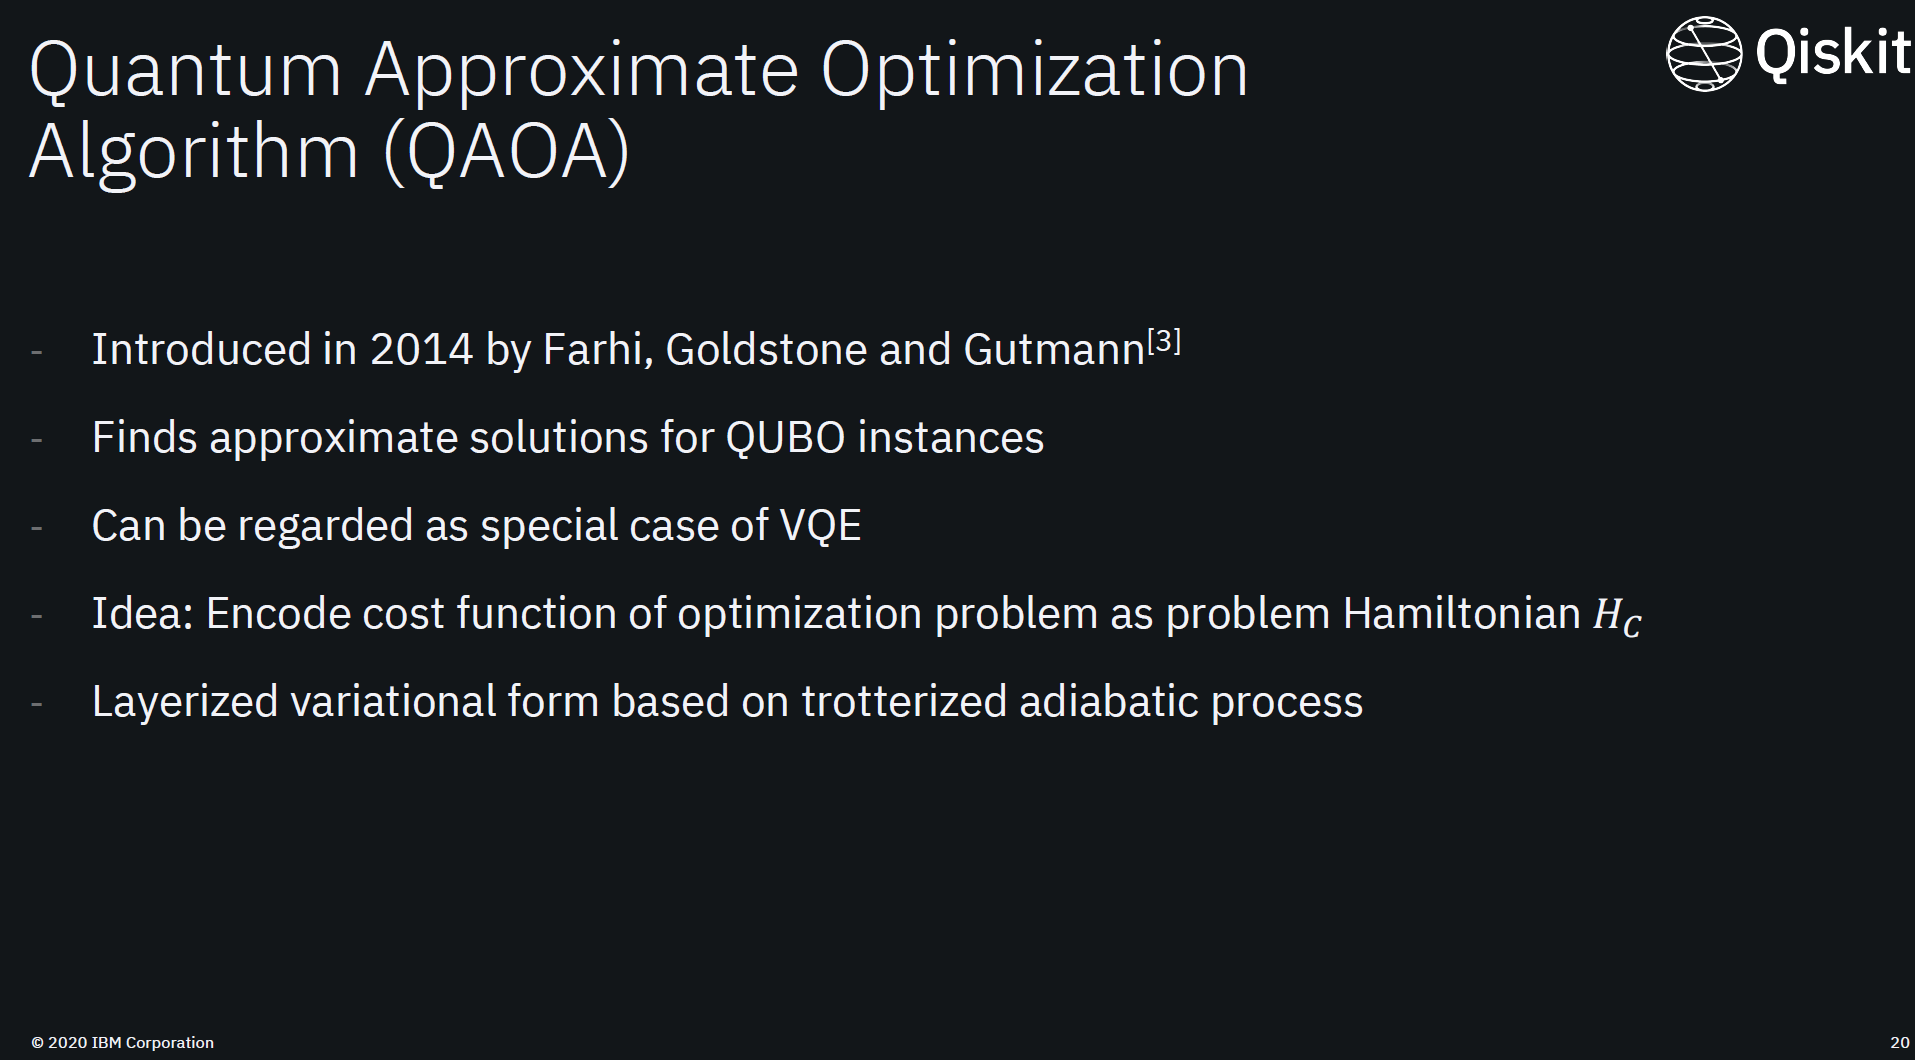 Quantum Approximate Optimization
Algorithm (QAOA)
Qiskit
- Introduced in 2014 by Farhi, Goldstone and Gutmann[3]
- Finds approximate solutions for QUBO instances
- Can be regarded as special case of VQE
- Idea: Encode cost function of optimization problem as problem Hamiltonian H_C
- Layerized variational form based on trotterized adiabatic process
© 2020 IBM Corporation
20